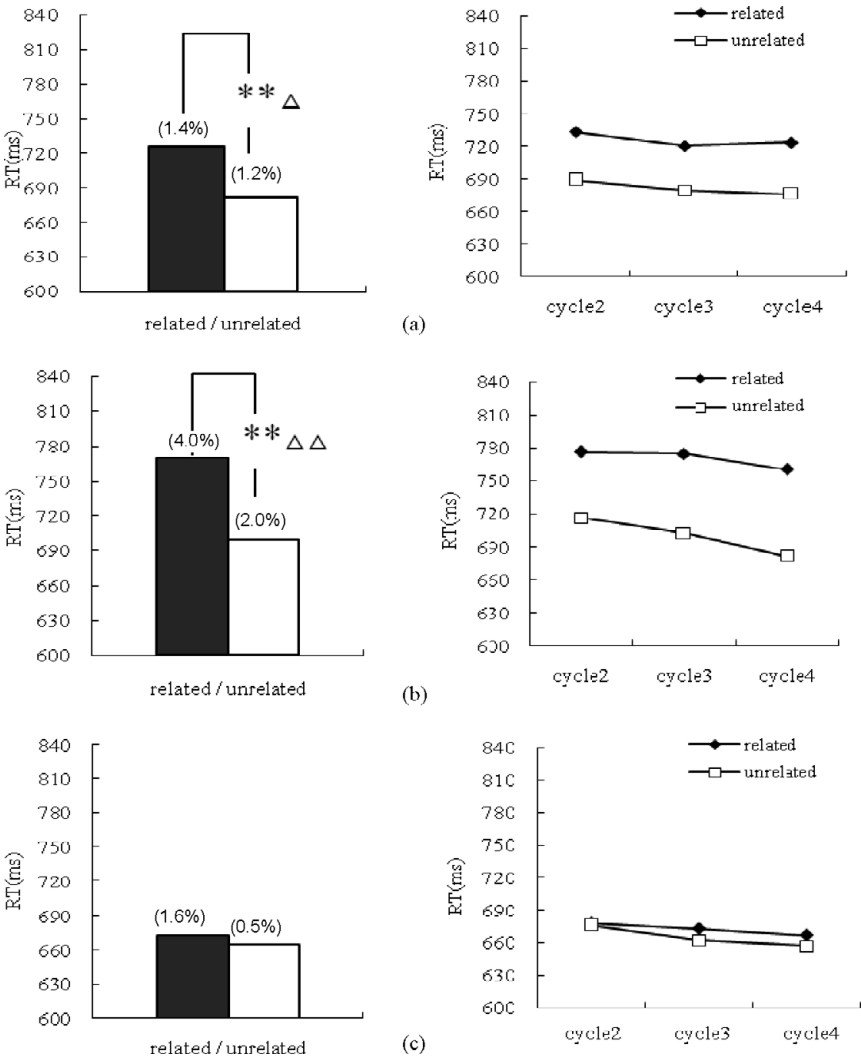 840
810
780
750
720
690
660
630
600
RT(ms)
(1.4%)
(1.2%)
**△
related / unrelated
(a)
related
unrelated
840
810
780
750
720
690
660
630
600
RT(ms)
cycle2 cycle3 cycle4
840
810
780
750
720
690
660
630
600
RT(ms)
(4.0%)
(2.0%)
**△△
related / unrelated
(b)
related
unrelated
840
810
780
750
720
690
660
630
600
RT(ms)
cycle2 cycle3 cycle4
840
810
780
750
720
690
660
630
600
RT(ms)
(1.6%)
(0.5%)
related / unrelated
(c)
related
unrelated
840
810
780
750
720
690
660
630
600
RT(ms)
cycle2 cycle3 cycle4